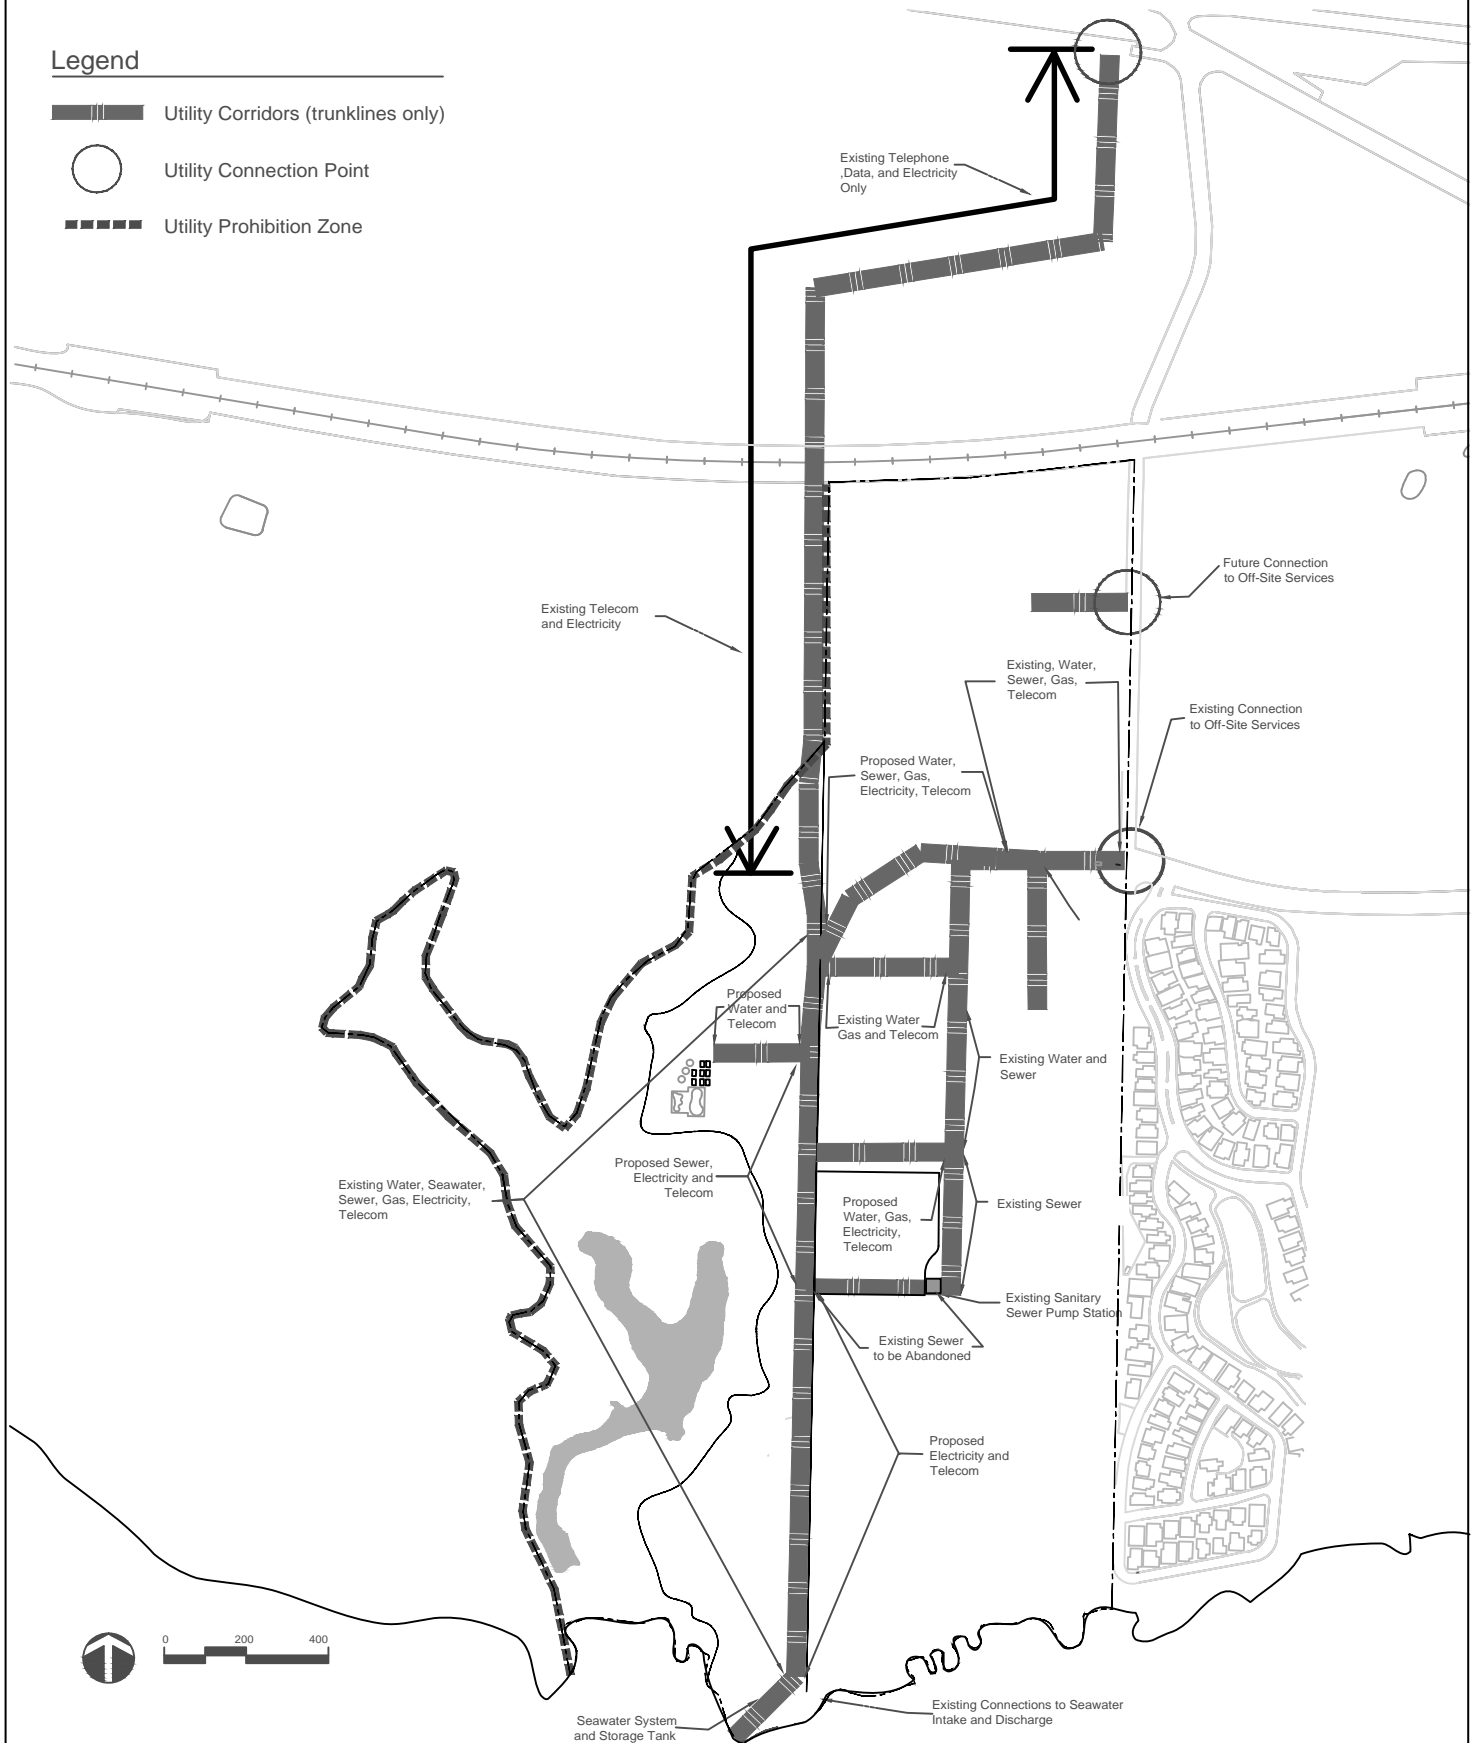 Legend
Utility Corridors (trunklines only)
Utility Connection Point
Utility Prohibition Zone
Existing Telephone
,Data, and Electricity
Only
Future Connection
to Off-Site Services
Existing Telecom
and Electricity
Existing, Water,
Sewer, Gas,
Telecom
Existing Connection
to Off-Site Services
Proposed Water,
Sewer, Gas,
Electricity, Telecom
Proposed
Water and
Telecom
Existing Water
Gas and Telecom
Existing Water and
Sewer
Proposed Sewer,
Electricity and
Telecom
Existing Water, Seawater,
Sewer, Gas, Electricity,
Telecom
Proposed
Water, Gas,
Electricity,
Telecom
Existing Sewer
Existing Sanitary
Sewer Pump Station
Existing Sewer
to be Abandoned
Proposed
Electricity and
Telecom
0 200 400
Existing Connections to Seawater
Intake and Discharge
Seawater System
and Storage Tank